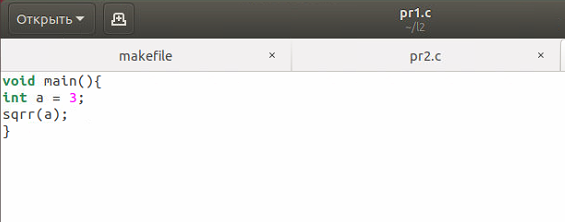 Открыть
pr1.c
~/l2
makefile ×
pr2.c ×
void main(){
int a = 3;
sqrr(a);
}